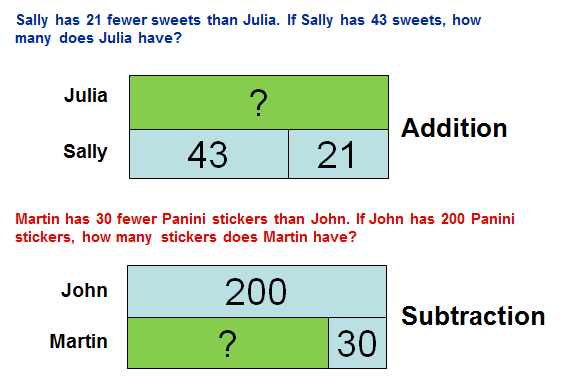 Sally has 21 fewer sweets than Julia. If Sally has 43 sweets, how
many does Julia have?
Julia
?
Addition
Sally
43
21
Martin has 30 fewer Panini stickers than John. If John has 200 Panini
stickers, how many stickers does Martin have?
John
200
Subtraction
Martin
?
30